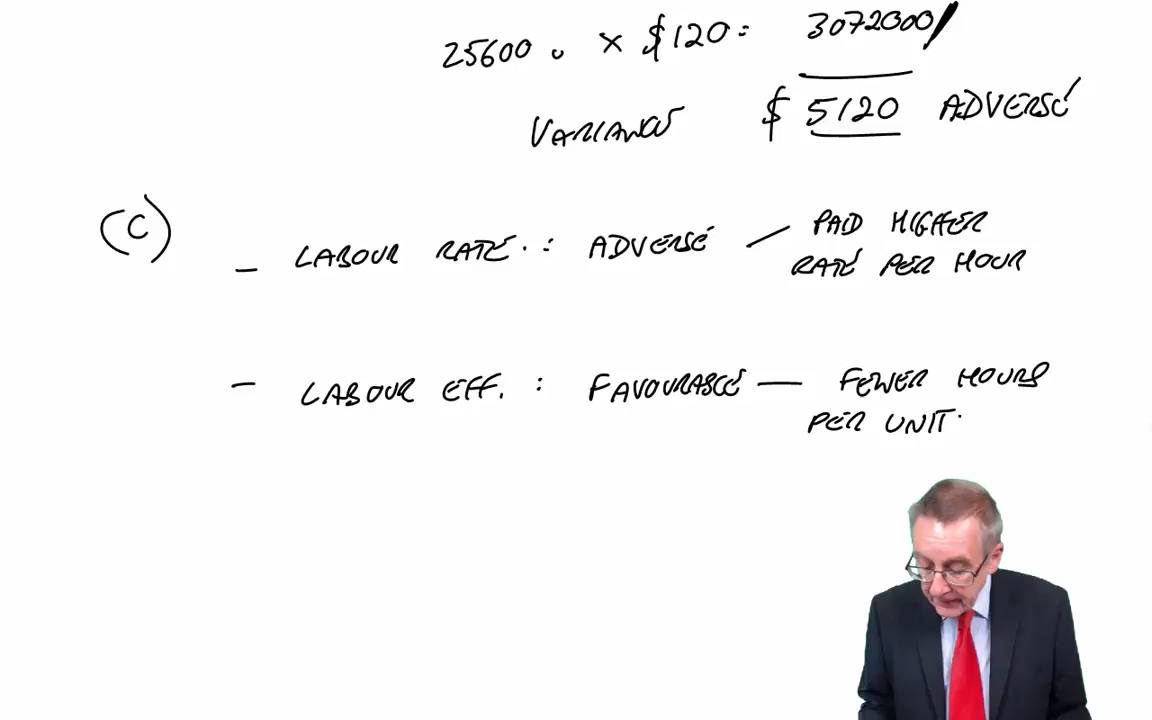 25600 u × $120 = 3072000
VARIANCE $ 5120 ADVERSE
(C)
- LABOUR RATE : ADVERSE - PAID HIGHER
RATE PER HOUR
- LABOUR EFF. : FAVOURABLE - FEWER HOURS
PER UNIT.